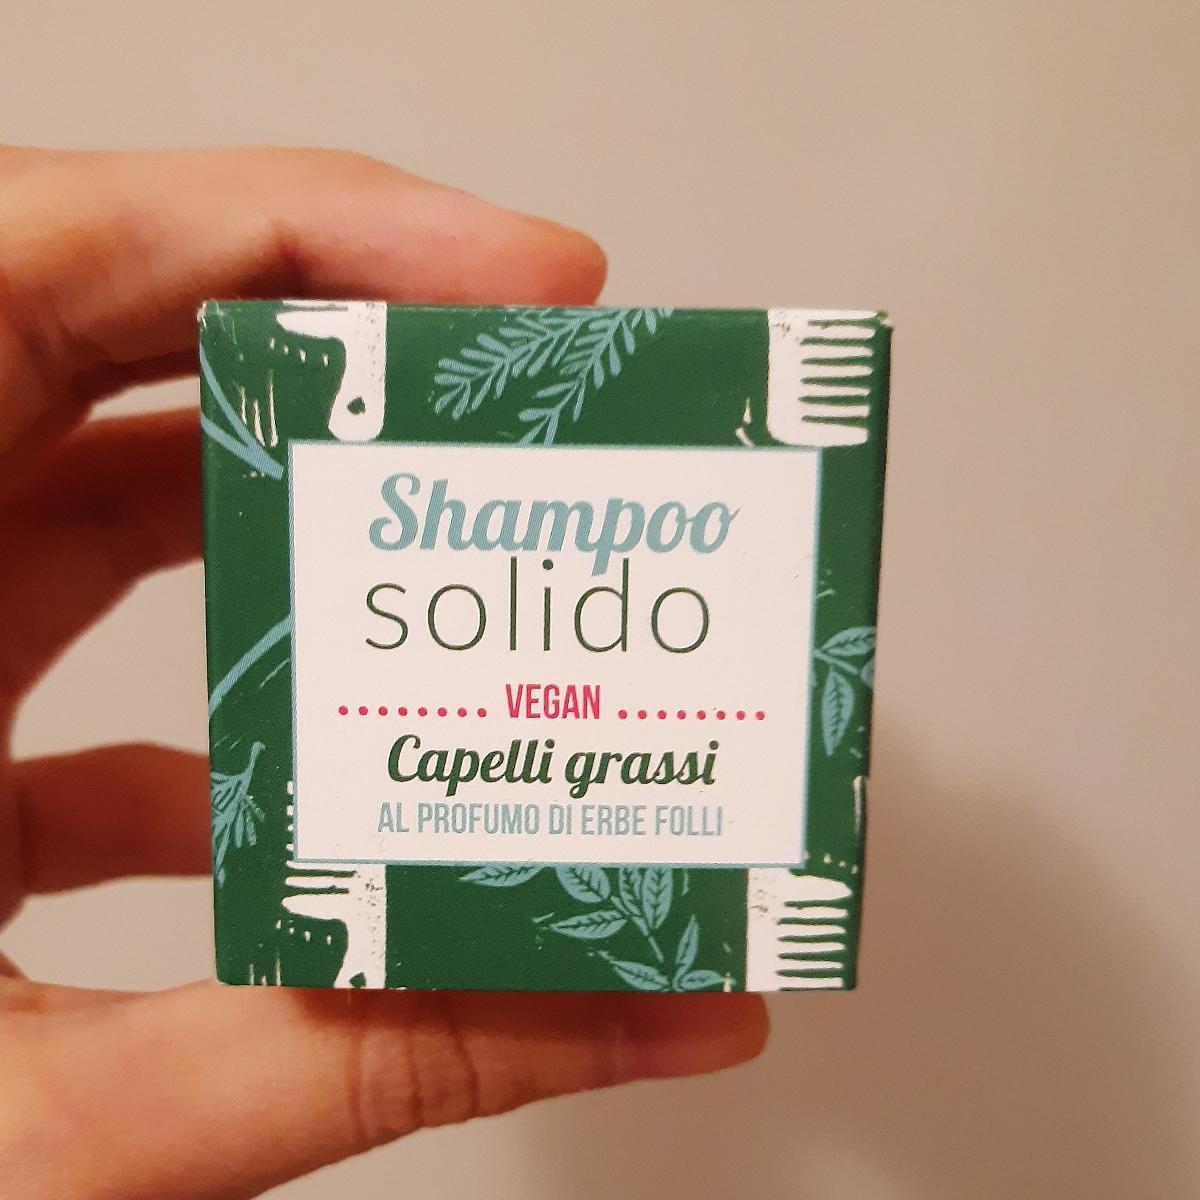 Shampoo
solido
VEGAN
Capelli grassi
AL PROFUMO DI ERBE FOLLI